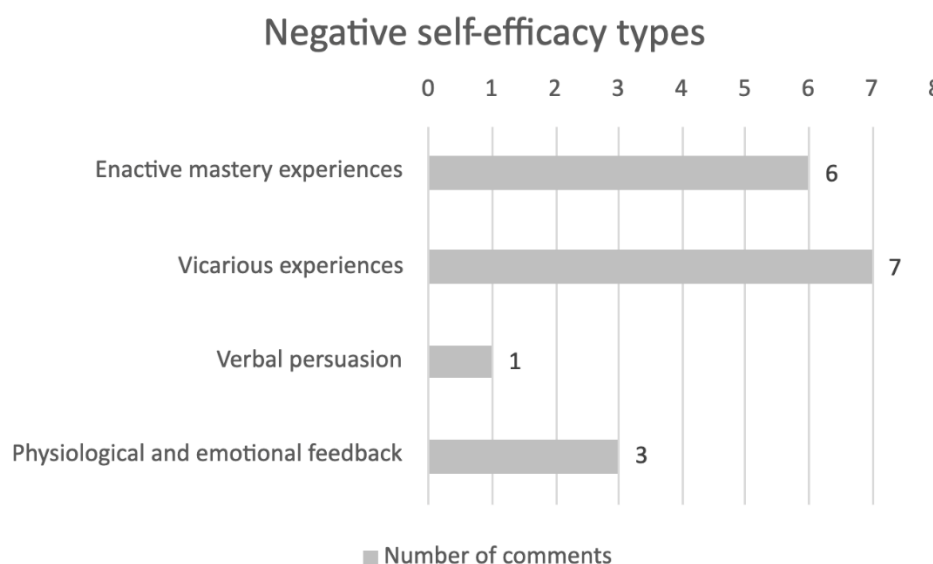 Negative self-efficacy types
0 1 2 3 4 5 6 7
Enactive mastery experiences 6
Vicarious experiences 7
Verbal persuasion 1
Physiological and emotional feedback 3
Number of comments